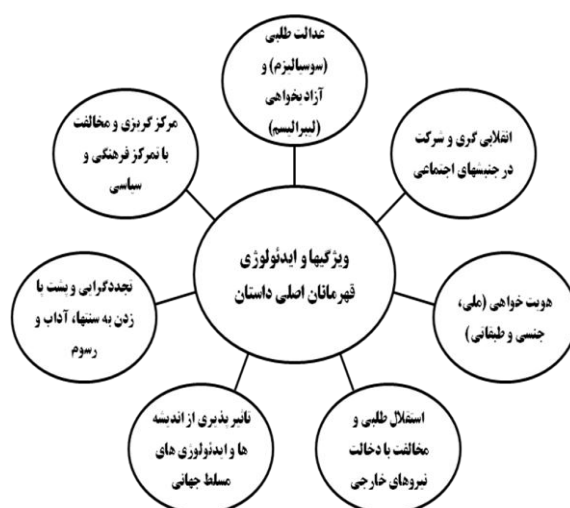 عدالت طلبی
(سوسیالیزم) و
آزادیخواهی
(لیبرالیسم)
انقلابی گری و شرکت
در جنبشهای اجتماعی
هویت خواهی (ملی،
جنسی و طبقاتی)
استقلال طلبی و
مخالفت با دخالت
نیروهای خارجی
تاثیرپذیری از اندیشه
ها و ایدئولوژی های
مسلط جهانی
تجددگرایی و پشت پا
زدن به سنتها، آداب و
رسوم
مرکز گریزی و مخالفت
با تمرکز فرهنگی و
سیاسی
ویژگیها و ایدئولوژی
قهرمانان اصلی داستان